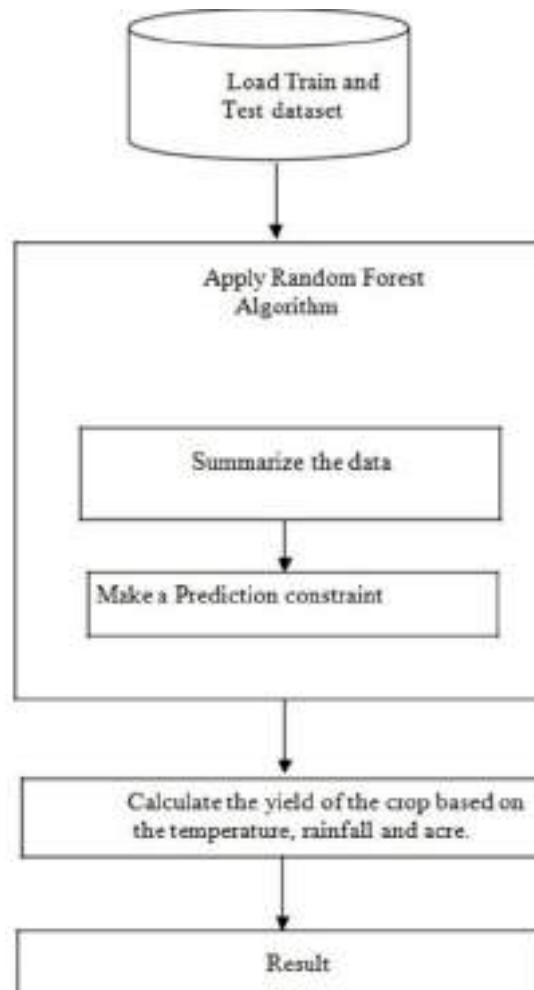 Load Train and
Test dataset
Apply Random Forest
Algorithm
Summarize the data
Make a Prediction constraint
Calculate the yield of the crop based on
the temperature, rainfall and acre.
Result